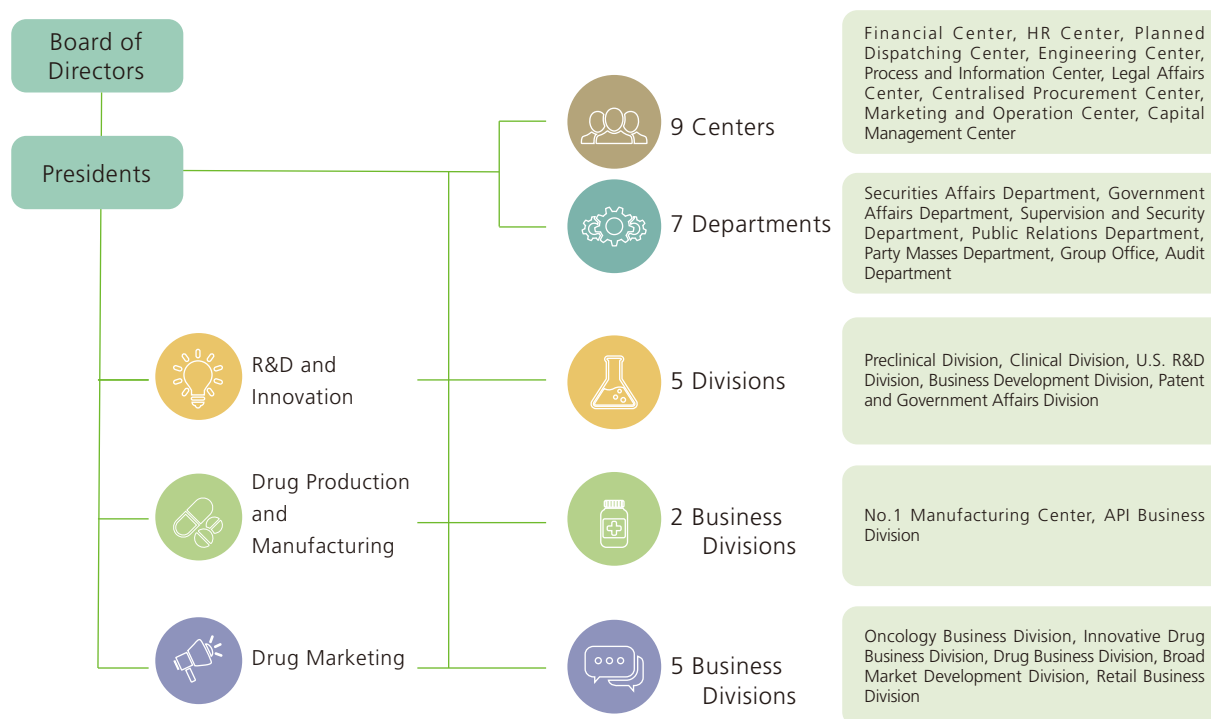 Board of
Directors
Presidents
9 Centers
Financial Center, HR Center, Planned
Dispatching Center, Engineering Center,
Process and Information Center, Legal Affairs
Center, Centralised Procurement Center,
Marketing and Operation Center, Capital
Management Center
7 Departments
Securities Affairs Department, Government
Affairs Department, Supervision and Security
Department, Public Relations Department,
Party Masses Department, Group Office, Audit
Department
R&D and
Innovation
5 Divisions
Preclinical Division, Clinical Division, U.S. R&D
Division, Business Development Division, Patent
and Government Affairs Division
Drug Production
and
Manufacturing
2 Business
Divisions
No.1 Manufacturing Center, API Business
Division
Drug Marketing
5 Business
Divisions
Oncology Business Division, Innovative Drug
Business Division, Drug Business Division, Broad
Market Development Division, Retail Business
Division